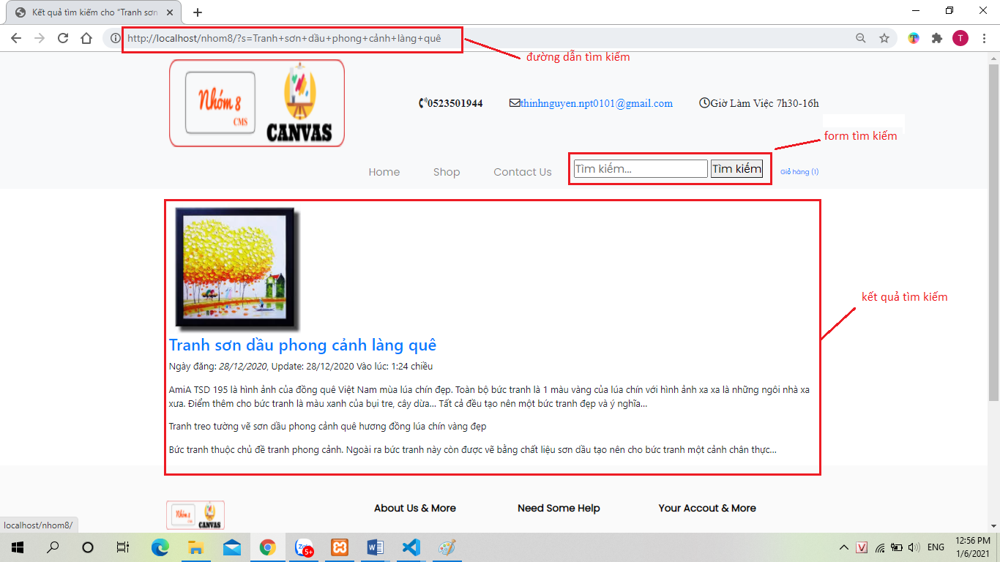 Kết quả tìm kiếm cho "Tranh sơn
http://localhost/nhom8/?s=Tranh+sơn+dầu+phong+cảnh+làng+quê
T
đường dẫn tìm kiếm
Nhóm 8
CMS
CANVAS
0523501944
thinhnguyen.npt0101@gmail.com
Giờ Làm Việc 7h30-16h
form tìm kiếm
Home
Shop
Contact Us
Tìm kiếm...
Tìm kiếm
Giỏ hàng (1)
kết quả tìm kiếm
Tranh sơn dầu phong cảnh làng quê
Ngày đăng: 28/12/2020, Update: 28/12/2020 Vào lúc: 1:24 chiều
AmiA TSD 195 là hình ảnh của đồng quê Việt Nam mùa lúa chín đẹp. Toàn bộ bức tranh là 1 màu vàng của lúa chín với hình ảnh xa xa là những ngôi nhà xa
xưa. Điểm thêm cho bức tranh là màu xanh của bụi tre, cây dừa... Tất cả đều tạo nên một bức tranh đẹp và ý nghĩa...
Tranh treo tường vẽ sơn dầu phong cảnh quê hương đồng lúa chín vàng đẹp
Bức tranh thuộc chủ đề tranh phong cảnh. Ngoài ra bức tranh này còn được vẽ bằng chất liệu sơn dầu tạo nên cho bức tranh một cảnh chân thực...
Nhóm 8
CMS
CANVAS
About Us & More
Need Some Help
Your Accout & More
localhost/nhom8/
Zalo
5+
V
ENG
12:56 PM
1/6/2021